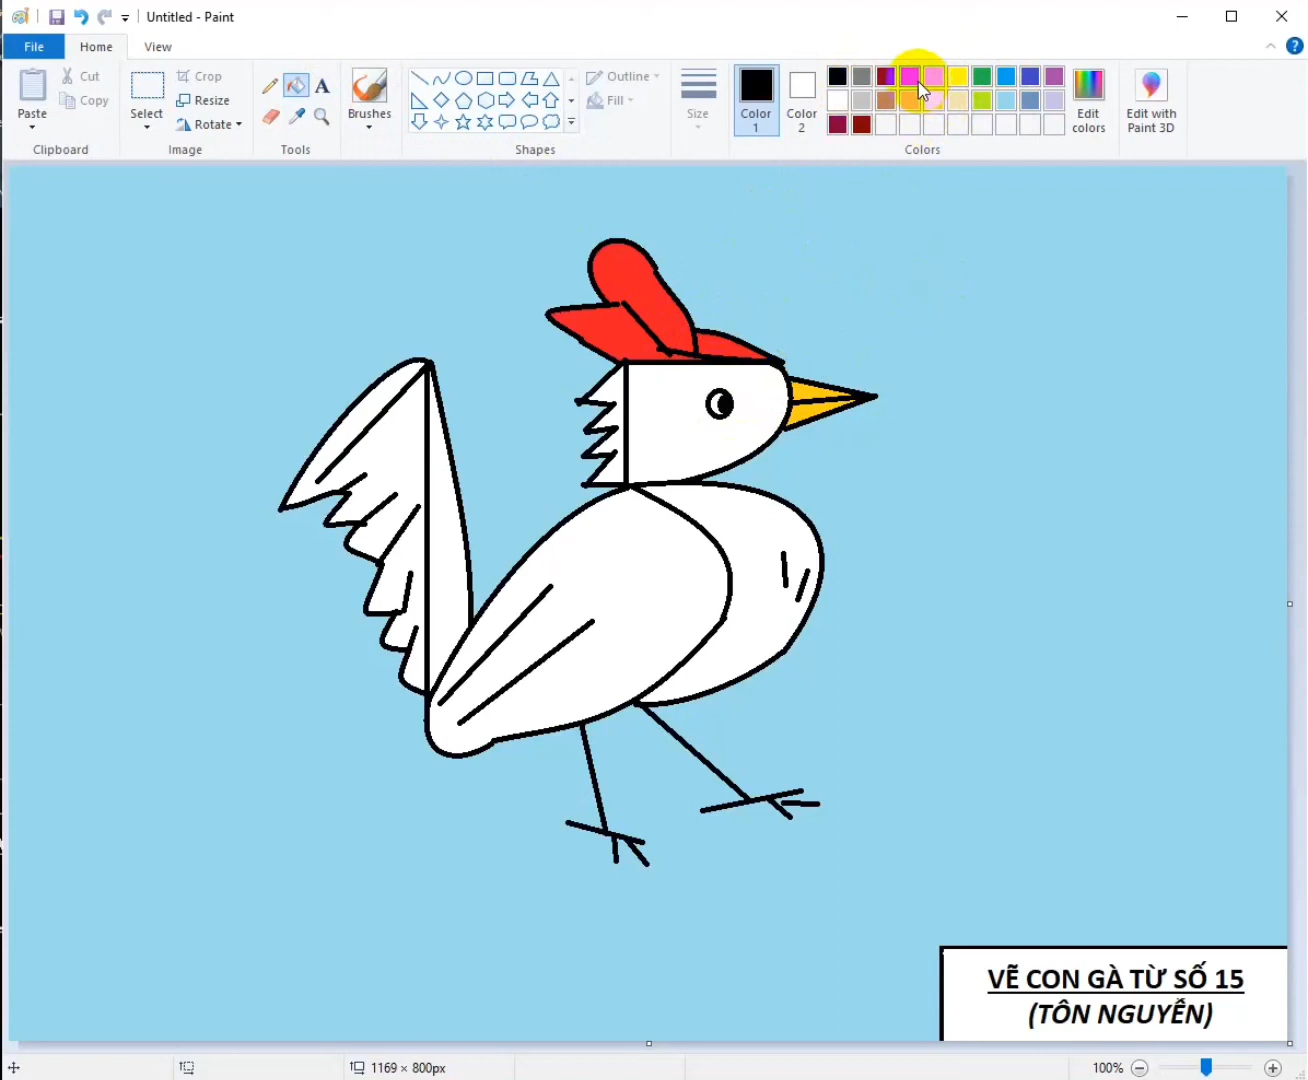 Untitled - Paint
File
Home
View
Paste
Cut
Copy
Clipboard
Select
Crop
Resize
Rotate
Image
A
Tools
Brushes
Shapes
Outline
Fill
Size
Color
1
Color
2
Colors
Edit
colors
Edit with
Paint 3D
VẼ CON GÀ TỪ SỐ 15
(TÔN NGUYỄN)
1169 × 800px
100%